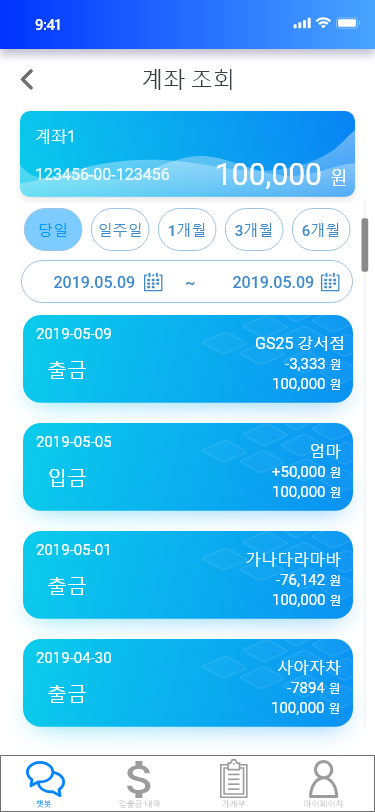 9:41
계좌 조회
계좌1
123456-00-123456 100,000 원
당일 일주일 1개월 3개월 6개월
2019.05.09 ~ 2019.05.09
2019-05-09
GS25 강서점
출금
-3,333 원
100,000 원
2019-05-05
엄마
입금
+50,000 원
100,000 원
2019-05-01
가나다라마바
출금
-76,142 원
100,000 원
2019-04-30
사아자차
출금
-7894 원
100,000 원
챗봇 입출금 내역 가계부 마이페이지